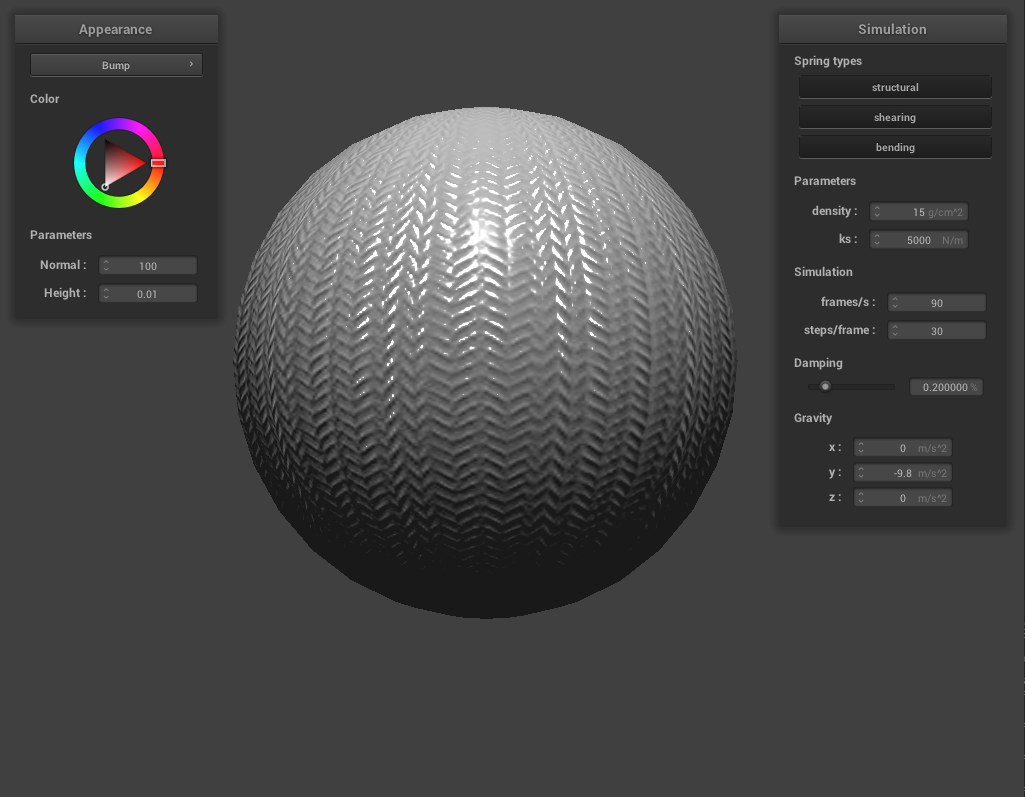 Appearance
Bump
Color
Parameters
Normal : 100
Height : 0.01
Simulation
Spring types
structural
shearing
bending
Parameters
density : 15 g/cm^2
ks : 5000 N/m
Simulation
frames/s : 90
steps/frame : 30
Damping
0.200000 %
Gravity
x : 0 m/s^2
y : -9.8 m/s^2
z : 0 m/s^2